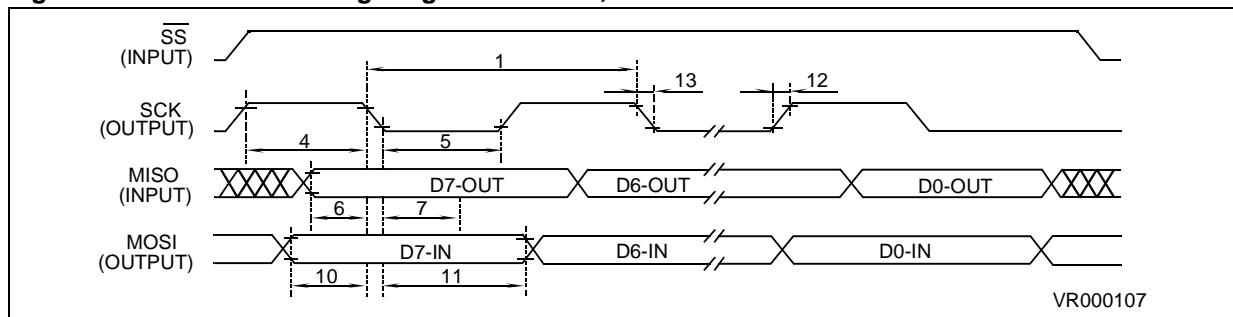 SS
(INPUT)
1
13
12
SCK
(OUTPUT)
4
5
MISO
(INPUT)
D7-OUT
D6-OUT
D0-OUT
6
7
MOSI
(OUTPUT)
D7-IN
D6-IN
D0-IN
10
11
VR000107